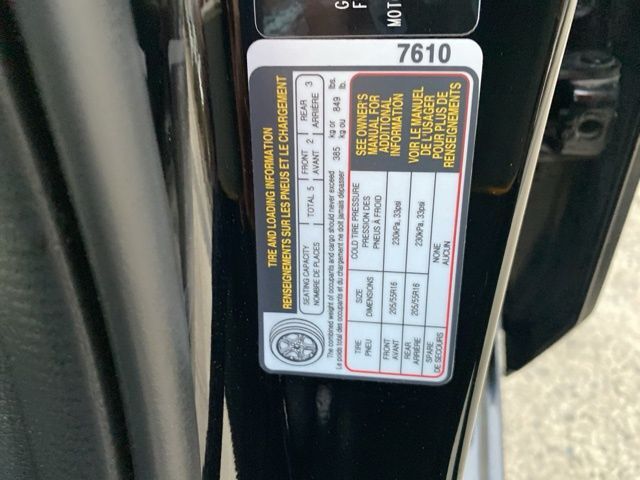 G
F
MOT
7610
TIRE AND LOADING INFORMATION
RENSEIGNEMENTS SUR LES PNEUS ET LE CHARGEMENT
SEATING CAPACITY
NOMBRE DE PLACES
TOTAL 5
FRONT 2
AVANT
REAR 3
ARRIÈRE
The combined weight of occupants and cargo should never exceed 385 kg or 849 lbs.
Le poids total des occupants et du chargement ne doit jamais dépasser kg ou lb.
TIRE
PNEU
SIZE
DIMENSIONS
COLD TIRE PRESSURE
PRESSION DES
PNEUS À FROID
FRONT
AVANT
205/55R16
230kPa, 33psi
REAR
ARRIÈRE
205/55R16
230kPa, 33psi
SPARE
DE SECOURS
NONE
AUCUN
SEE OWNER'S
MANUAL FOR
ADDITIONAL
INFORMATION
VOIR LE MANUEL
DE L'USAGER
POUR PLUS DE
RENSEIGNEMENTS